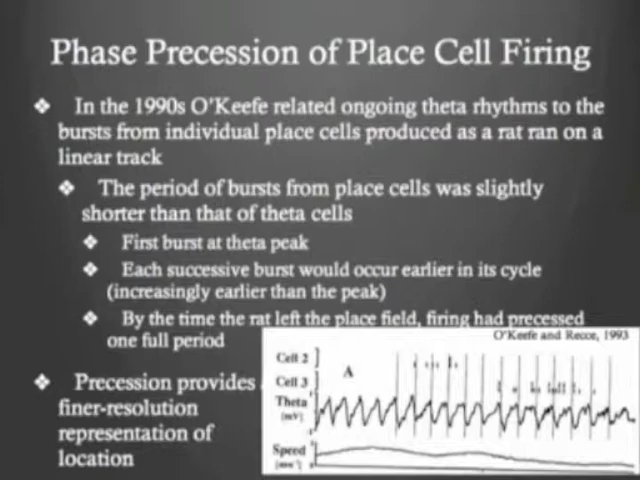 Phase Precession of Place Cell Firing
❖ In the 1990s O'Keefe related ongoing theta rhythms to the
bursts from individual place cells produced as a rat ran on a
linear track
❖ The period of bursts from place cells was slightly
shorter than that of theta cells
❖ First burst at theta peak
❖ Each successive burst would occur earlier in its cycle
(increasingly earlier than the peak)
❖ By the time the rat left the place field, firing had precessed
one full period
❖ Precession provides
finer-resolution
representation of
location
O'Keefe and Recce, 1993
Cell 2
A
Cell 3
Theta
[mV]
Speed